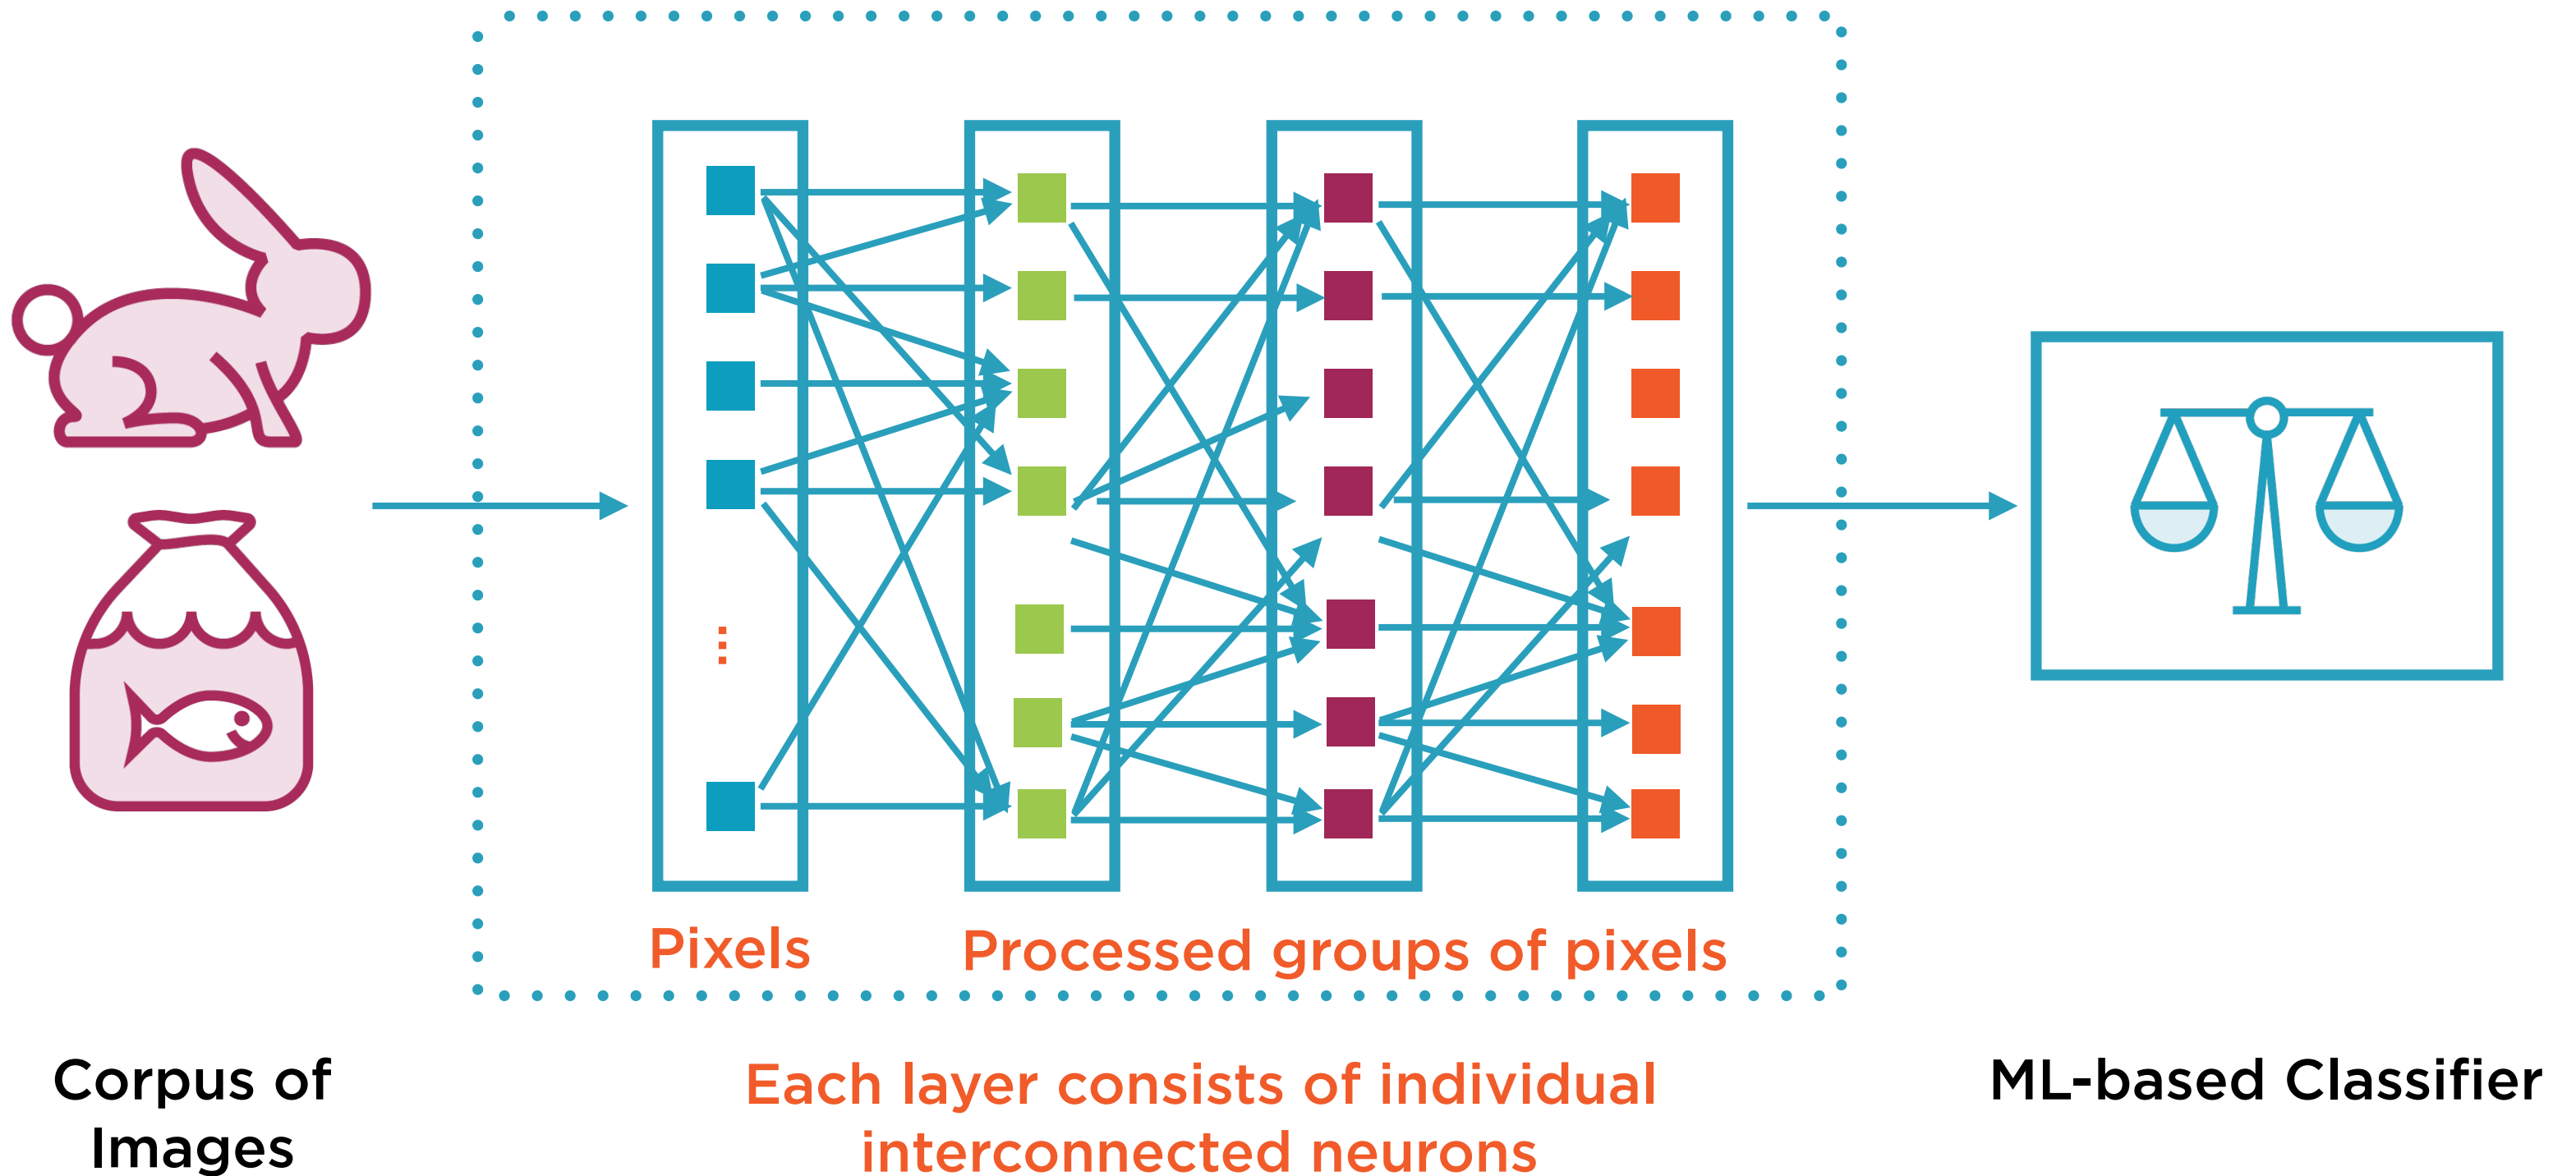 Pixels
Processed groups of pixels
Corpus of
Images
Each layer consists of individual
interconnected neurons
ML-based Classifier